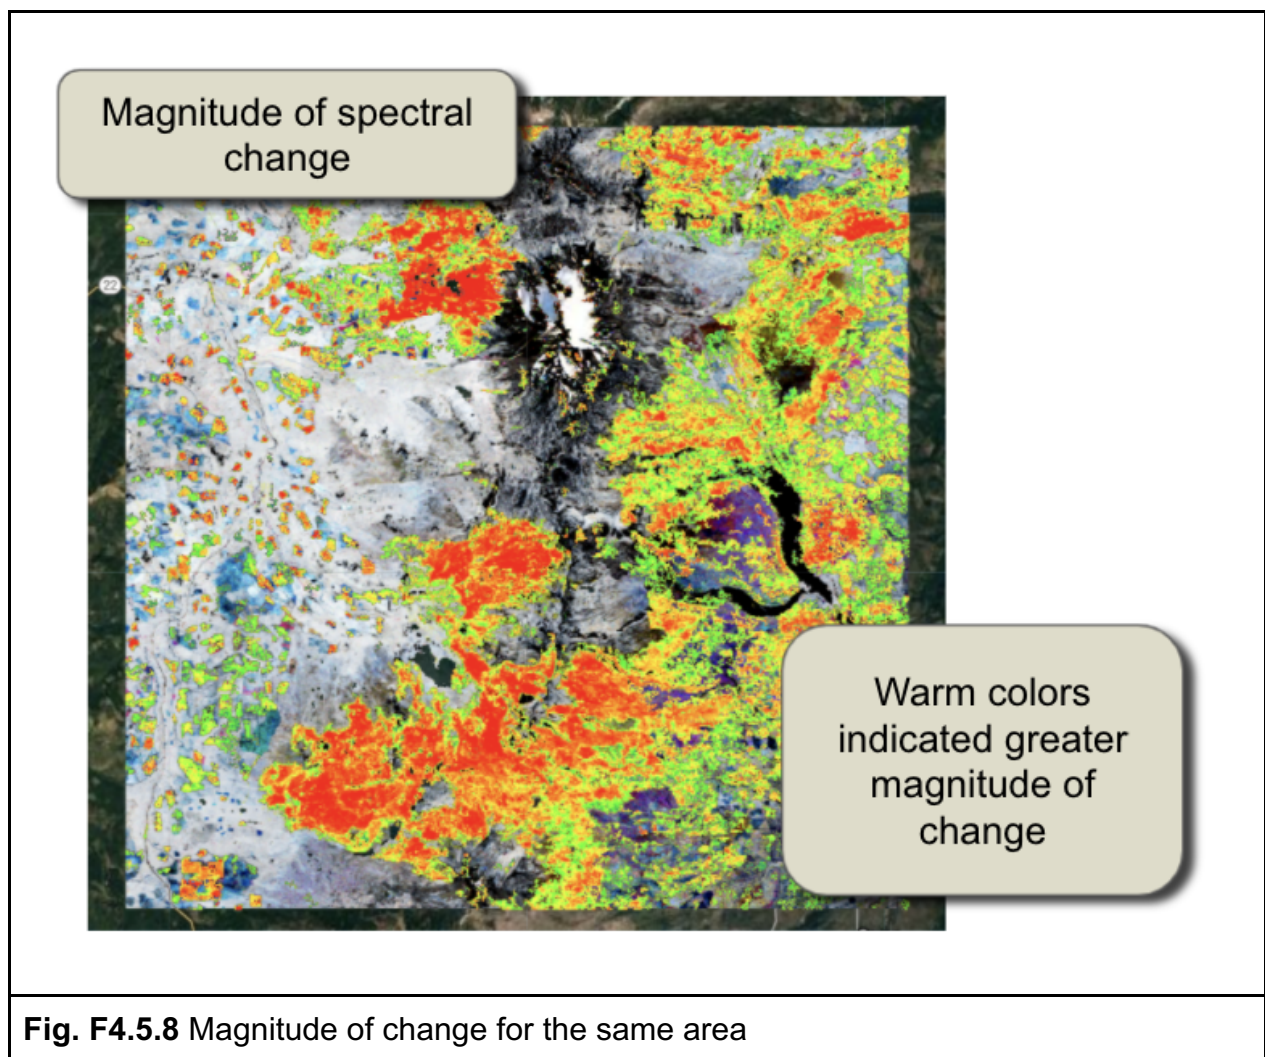 Magnitude of spectral
change
22
Warm colors
indicated greater
magnitude of
change
Fig. F4.5.8 Magnitude of change for the same area